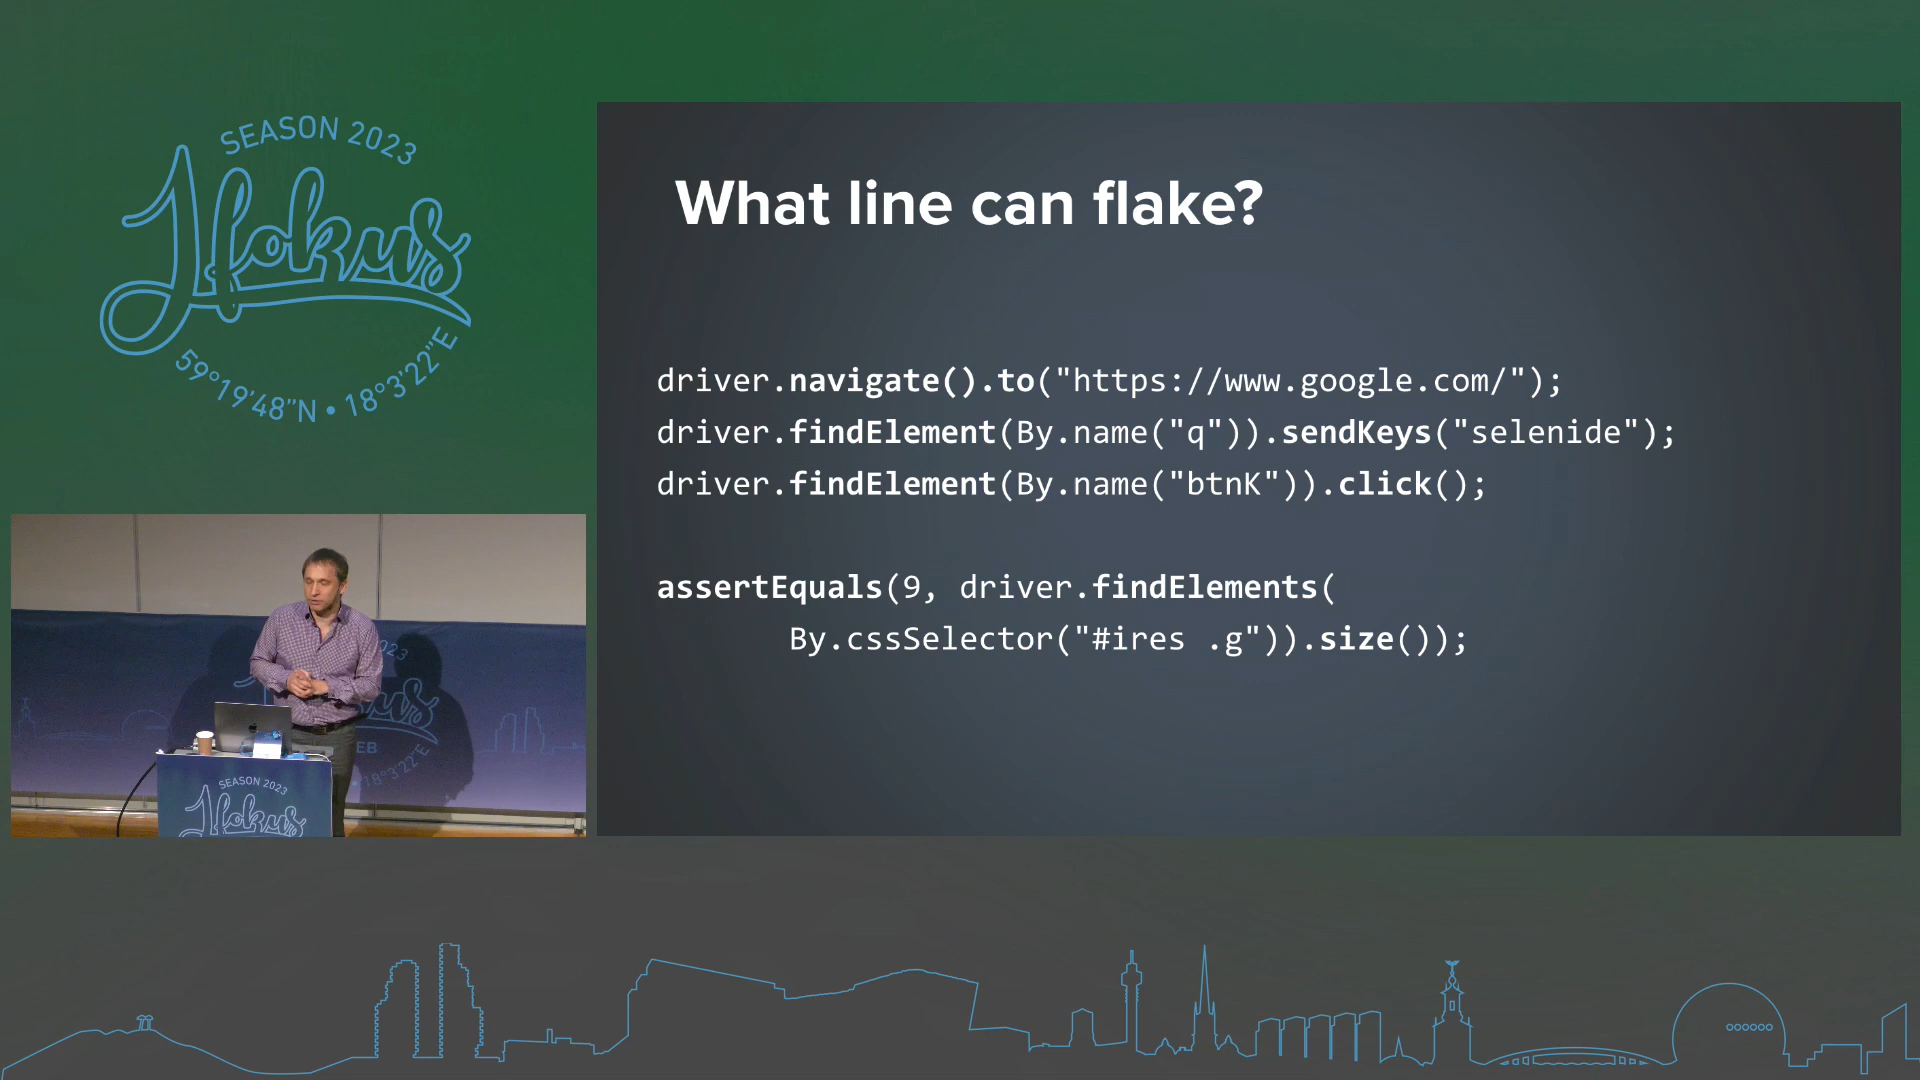 SEASON 2023
Jfokus
59°19'48"N • 18°3'22"E
What line can flake?
driver.navigate().to("https://www.google.com/");
driver.findElement(By.name("q")).sendKeys("selenide");
driver.findElement(By.name("btnK")).click();
assertEquals(9, driver.findElements(
By.cssSelector("#ires .g")).size());
SEASON 2023
Jfokus